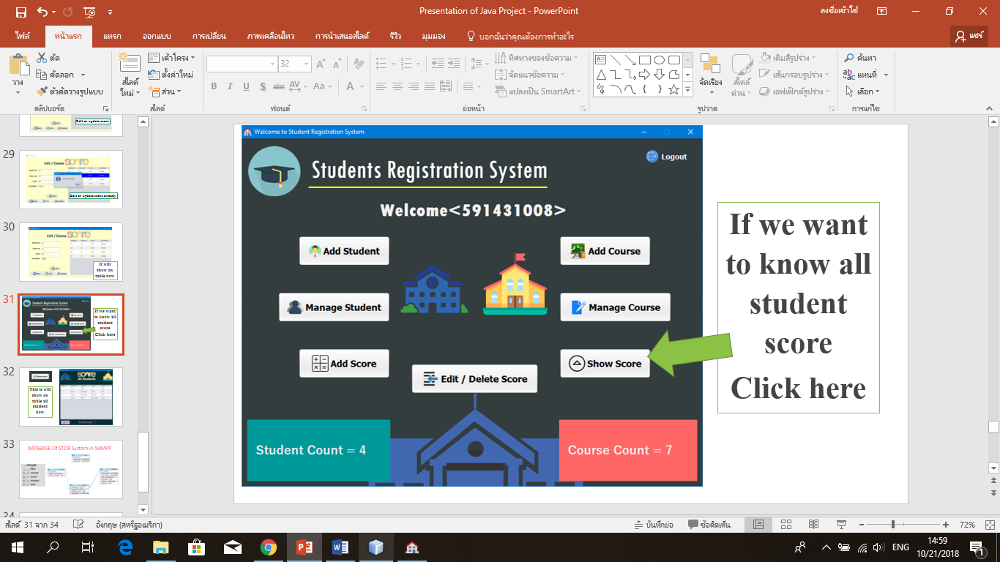 Presentation of Java Project - PowerPoint
ลงชื่อเข้าใช้
ไฟล์
หน้าแรก
แทรก
ออกแบบ
การเปลี่ยน
ภาพเคลื่อนไหว
การนำเสนอสไลด์
รีวิว
มุมมอง
บอกฉันว่าคุณต้องการทำอะไร
แชร์
วาง
ตัด
คัดลอก
ตัวคัดวางรูปแบบ
คลิปบอร์ด
สไลด์
ใหม่
เค้าโครง
ตั้งค่าใหม่
ส่วน
สไลด์
32
B I U S abc AV Aa A
ฟอนต์
ทิศทางของข้อความ
จัดแนวข้อความ
แปลงเป็น SmartArt
ย่อหน้า
จัดเรียง
สไตล์
ด่วน
เติมสีรูปร่าง
เส้นกรอบรูปร่าง
เอฟเฟ็กต์รูปร่าง
รูปวาด
ค้นหา
แทนที่
เลือก
การแก้ไข
Edit or update score
29
Edit / Delete
Edit or update score already
30
Edit / Delete
It will
show on
table now
31
Students Registration System
Welcome<591431008>
If we want
to know all
student
score
Click here
32
score
All Students
This is will
show on
table all
student
now
33
DATABASE Of STDR System in XAMPP
34
Welcome to Student Registration System
Logout
Students Registration System
Welcome<591431008>
Add Student
Add Course
Manage Student
Manage Course
Add Score
Edit / Delete Score
Show Score
Student Count = 4
Course Count = 7
If we want
to know all
student
score
Click here
สไลด์ 31 จาก 34
อังกฤษ (สหรัฐอเมริกา)
บันทึกย่อ
ข้อคิดเห็น
72%
ENG
14:59
10/21/2018
1